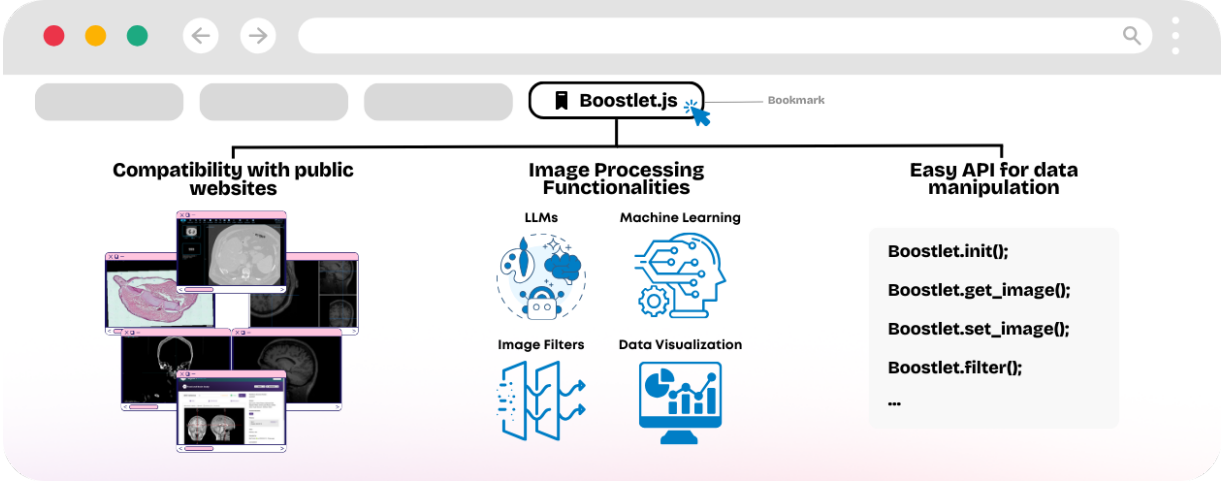 Boostlet.js
Bookmark
Compatibility with public
websites
Image Processing
Functionalities
LLMs
Machine Learning
Image Filters
Data Visualization
Easy API for data
manipulation
Boostlet.init();
Boostlet.get_image();
Boostlet.set_image();
Boostlet.filter();
...